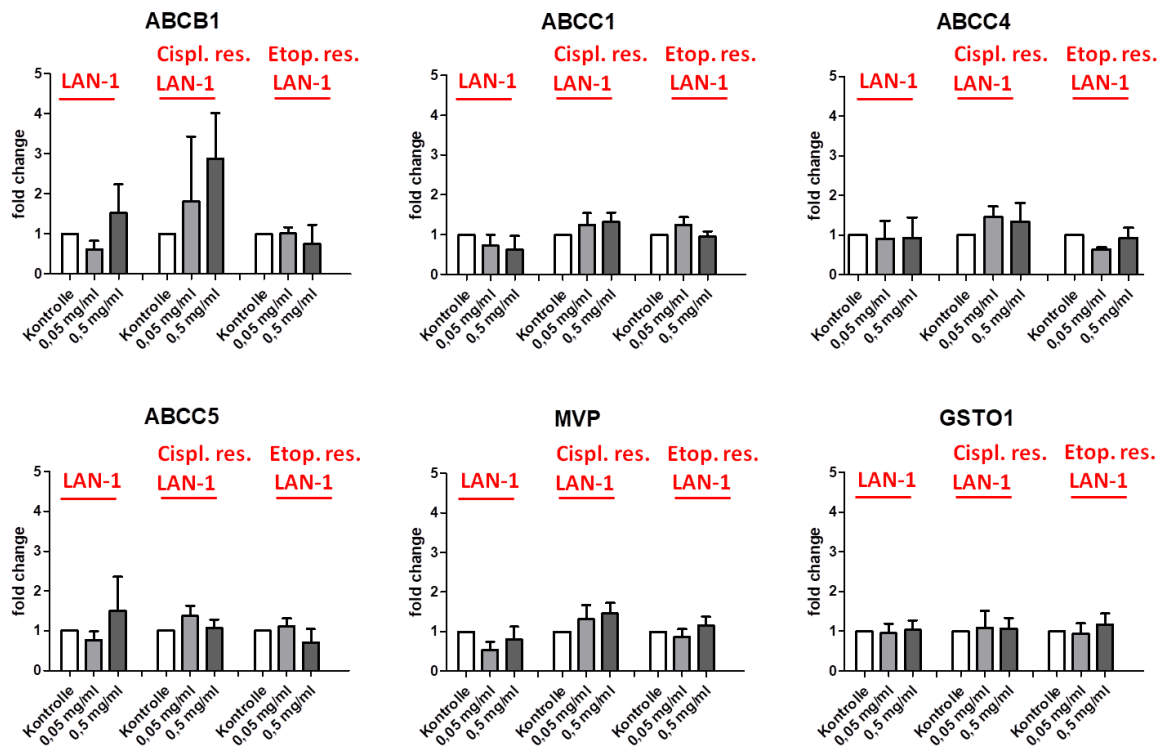 ABCB1
Cispl. res. Etop. res.
LAN-1 LAN-1 LAN-1
fold change
5
4
3
2
1
0
Kontrolle
0,05 mg/ml
0,5 mg/ml
Kontrolle
0,05 mg/ml
0,5 mg/ml
Kontrolle
0,05 mg/ml
0,5 mg/ml
ABCC1
Cispl. res. Etop. res.
LAN-1 LAN-1 LAN-1
fold change
5
4
3
2
1
0
Kontrolle
0,05 mg/ml
0,5 mg/ml
Kontrolle
0,05 mg/ml
0,5 mg/ml
Kontrolle
0,05 mg/ml
0,5 mg/ml
ABCC4
Cispl. res. Etop. res.
LAN-1 LAN-1 LAN-1
fold change
5
4
3
2
1
0
Kontrolle
0,05 mg/ml
0,5 mg/ml
Kontrolle
0,05 mg/ml
0,5 mg/ml
Kontrolle
0,05 mg/ml
0,5 mg/ml
ABCC5
Cispl. res. Etop. res.
LAN-1 LAN-1 LAN-1
fold change
5
4
3
2
1
0
Kontrolle
0,05 mg/ml
0,5 mg/ml
Kontrolle
0,05 mg/ml
0,5 mg/ml
Kontrolle
0,05 mg/ml
0,5 mg/ml
MVP
Cispl. res. Etop. res.
LAN-1 LAN-1 LAN-1
fold change
5
4
3
2
1
0
Kontrolle
0,05 mg/ml
0,5 mg/ml
Kontrolle
0,05 mg/ml
0,5 mg/ml
Kontrolle
0,05 mg/ml
0,5 mg/ml
GSTO1
Cispl. res. Etop. res.
LAN-1 LAN-1 LAN-1
fold change
5
4
3
2
1
0
Kontrolle
0,05 mg/ml
0,5 mg/ml
Kontrolle
0,05 mg/ml
0,5 mg/ml
Kontrolle
0,05 mg/ml
0,5 mg/ml